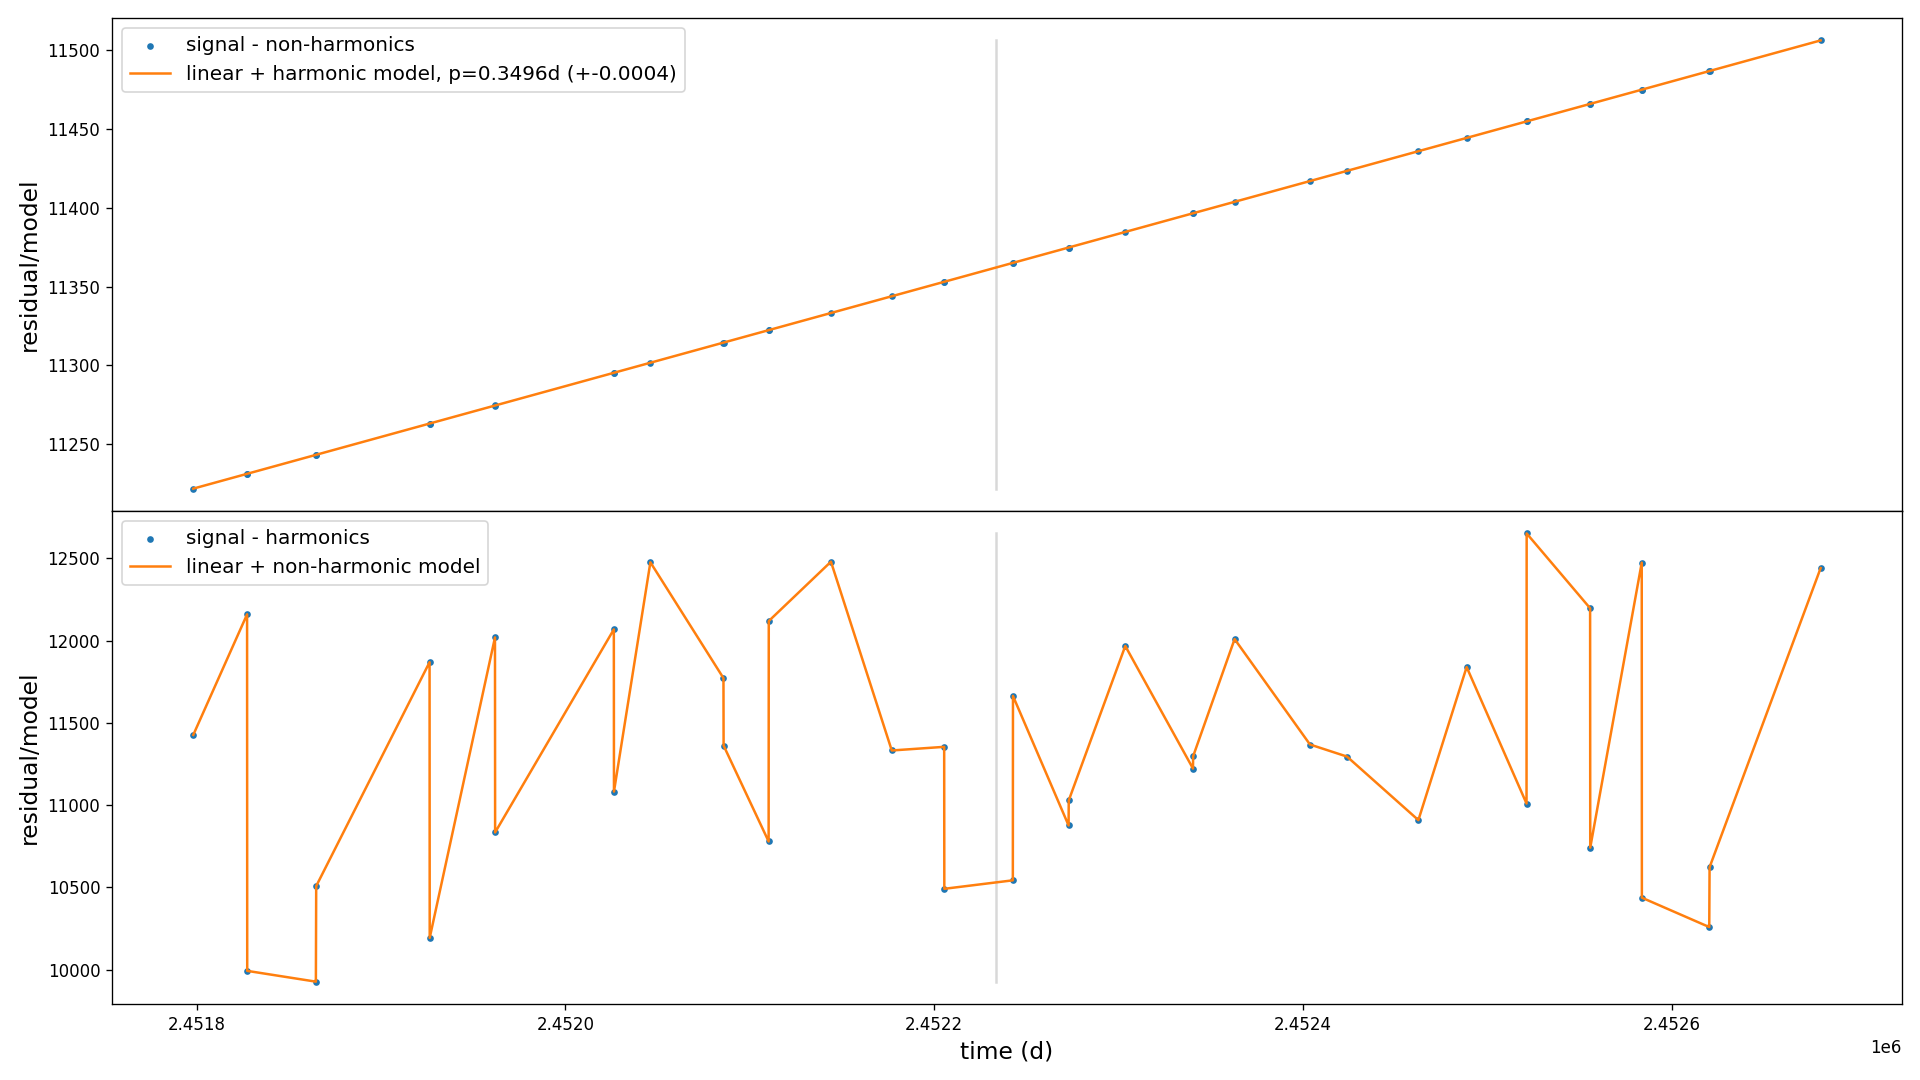 signal - non-harmonics
linear + harmonic model, p=0.3496d (+-0.0004)
residual/model
11500
11450
11400
11350
11300
11250
signal - harmonics
linear + non-harmonic model
residual/model
12500
12000
11500
11000
10500
10000
2.4518 2.4520 2.4522 2.4524 2.4526
time (d)
1e6